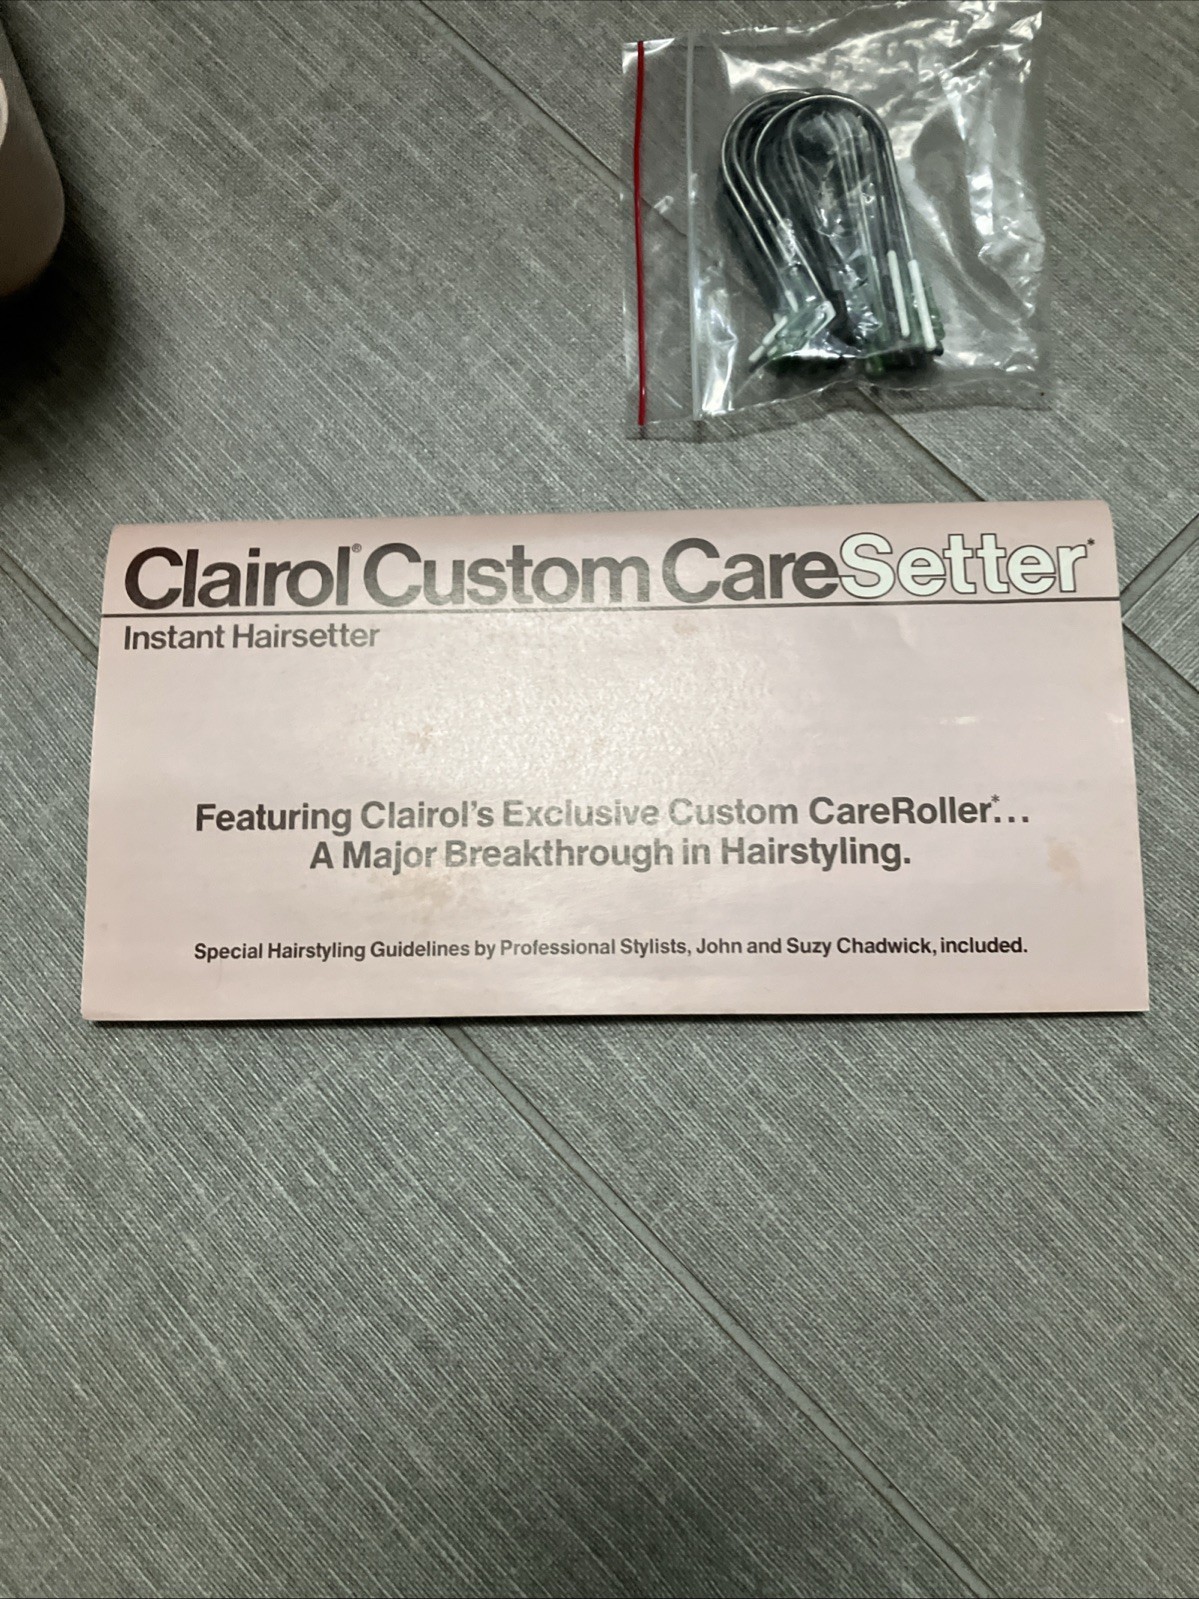 Clairol® Custom CareSetter*
Instant Hairsetter
Featuring Clairol's Exclusive Custom CareRoller*...
A Major Breakthrough in Hairstyling.
Special Hairstyling Guidelines by Professional Stylists, John and Suzy Chadwick, included.